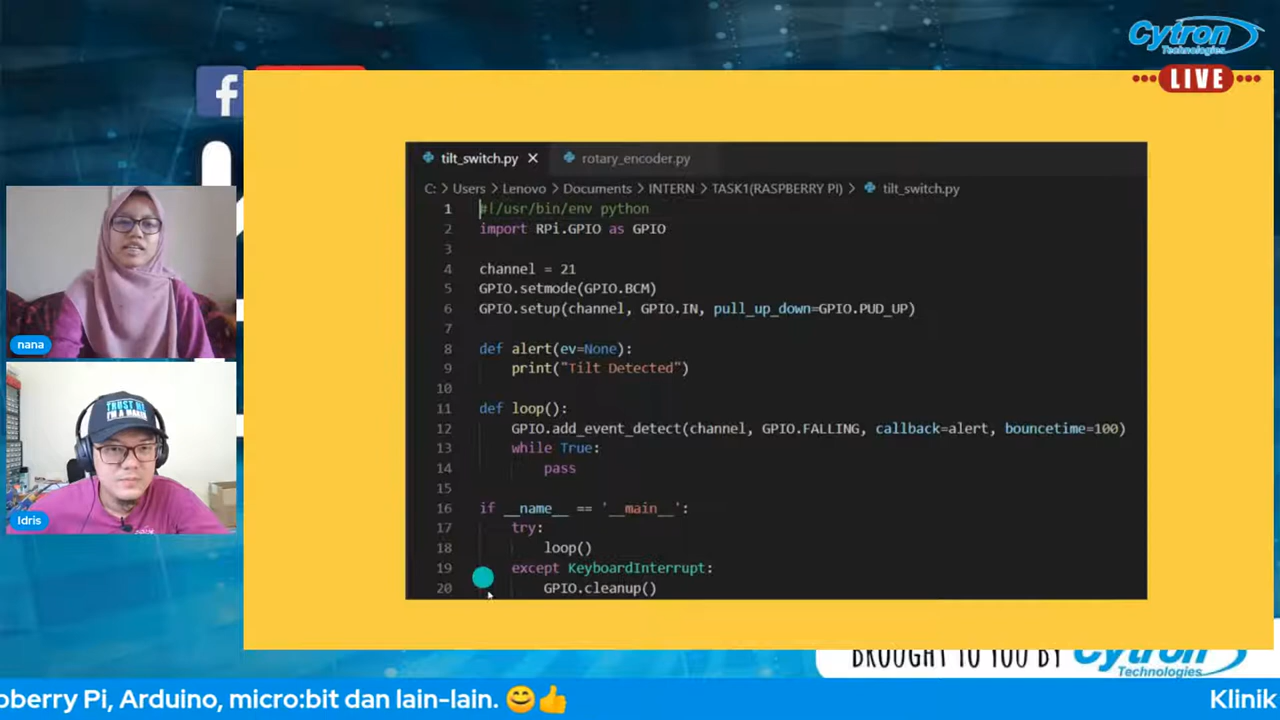 Cytron
Technologies
LIVE
f
tilt_switch.py
rotary_encoder.py
C: > Users > Lenovo > Documents > INTERN > TASK1(RASPBERRY PI) > tilt_switch.py
1 #!/usr/bin/env python
2 import RPi.GPIO as GPIO
3
4 channel = 21
5 GPIO.setmode(GPIO.BCM)
6 GPIO.setup(channel, GPIO.IN, pull_up_down=GPIO.PUD_UP)
7
8 def alert(ev=None):
9 print("Tilt Detected")
10
11 def loop():
12 GPIO.add_event_detect(channel, GPIO.FALLING, callback=alert, bouncetime=100)
13 while True:
14 pass
15
16 if __name__ == '__main__':
17 try:
18 loop()
19 except KeyboardInterrupt:
20 GPIO.cleanup()
nana
TRUST ME
I'M A MAKER
Idris
BROUGHT TO YOU BY
Cytron
Technologies
pberry Pi, Arduino, micro:bit dan lain-lain. 😊👍
Klinik